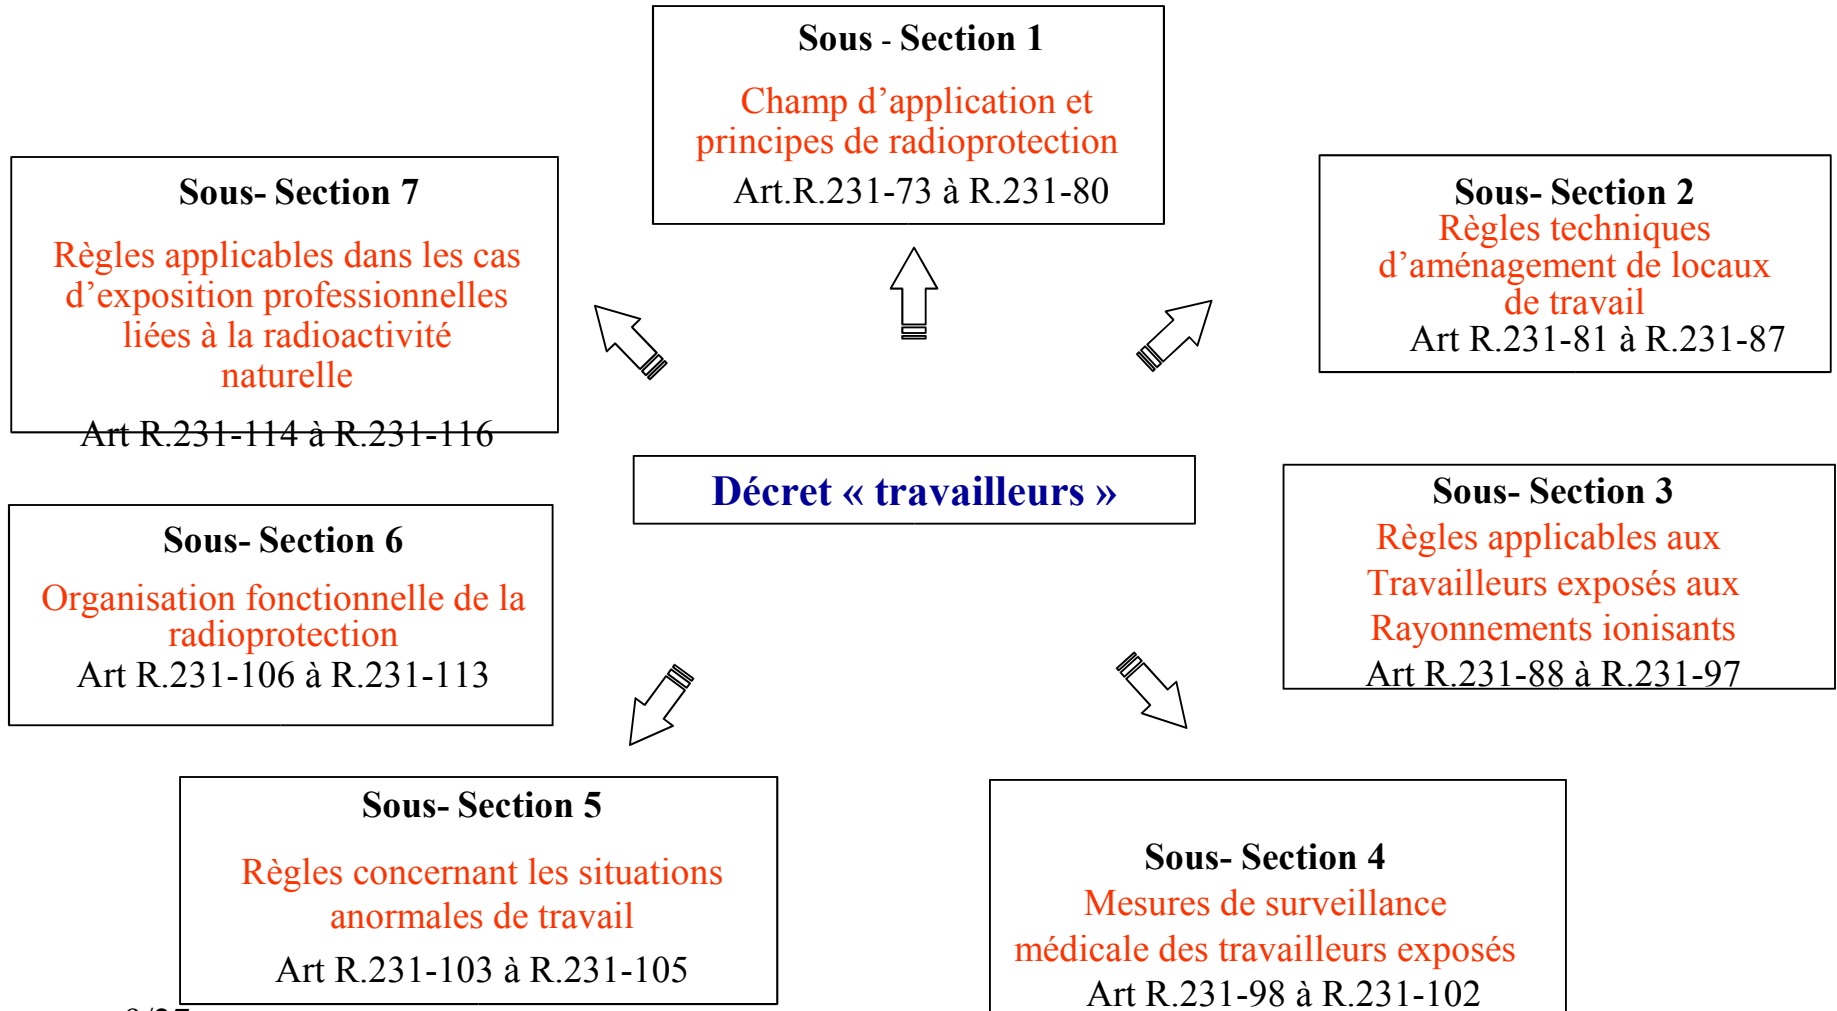 Sous - Section 1
Champ d’application et
principes de radioprotection
Art.R.231-73 à R.231-80
Sous- Section 7
Règles applicables dans les cas
d’exposition professionnelles
liées à la radioactivité
naturelle
Art R.231-114 à R.231-116
Sous- Section 2
Règles techniques
d’aménagement de locaux
de travail
Art R.231-81 à R.231-87
Décret « travailleurs »
Sous- Section 3
Règles applicables aux
Travailleurs exposés aux
Rayonnements ionisants
Art R.231-88 à R.231-97
Sous- Section 6
Organisation fonctionnelle de la
radioprotection
Art R.231-106 à R.231-113
Sous- Section 5
Règles concernant les situations
anormales de travail
Art R.231-103 à R.231-105
Sous- Section 4
Mesures de surveillance
médicale des travailleurs exposés
Art R.231-98 à R.231-102